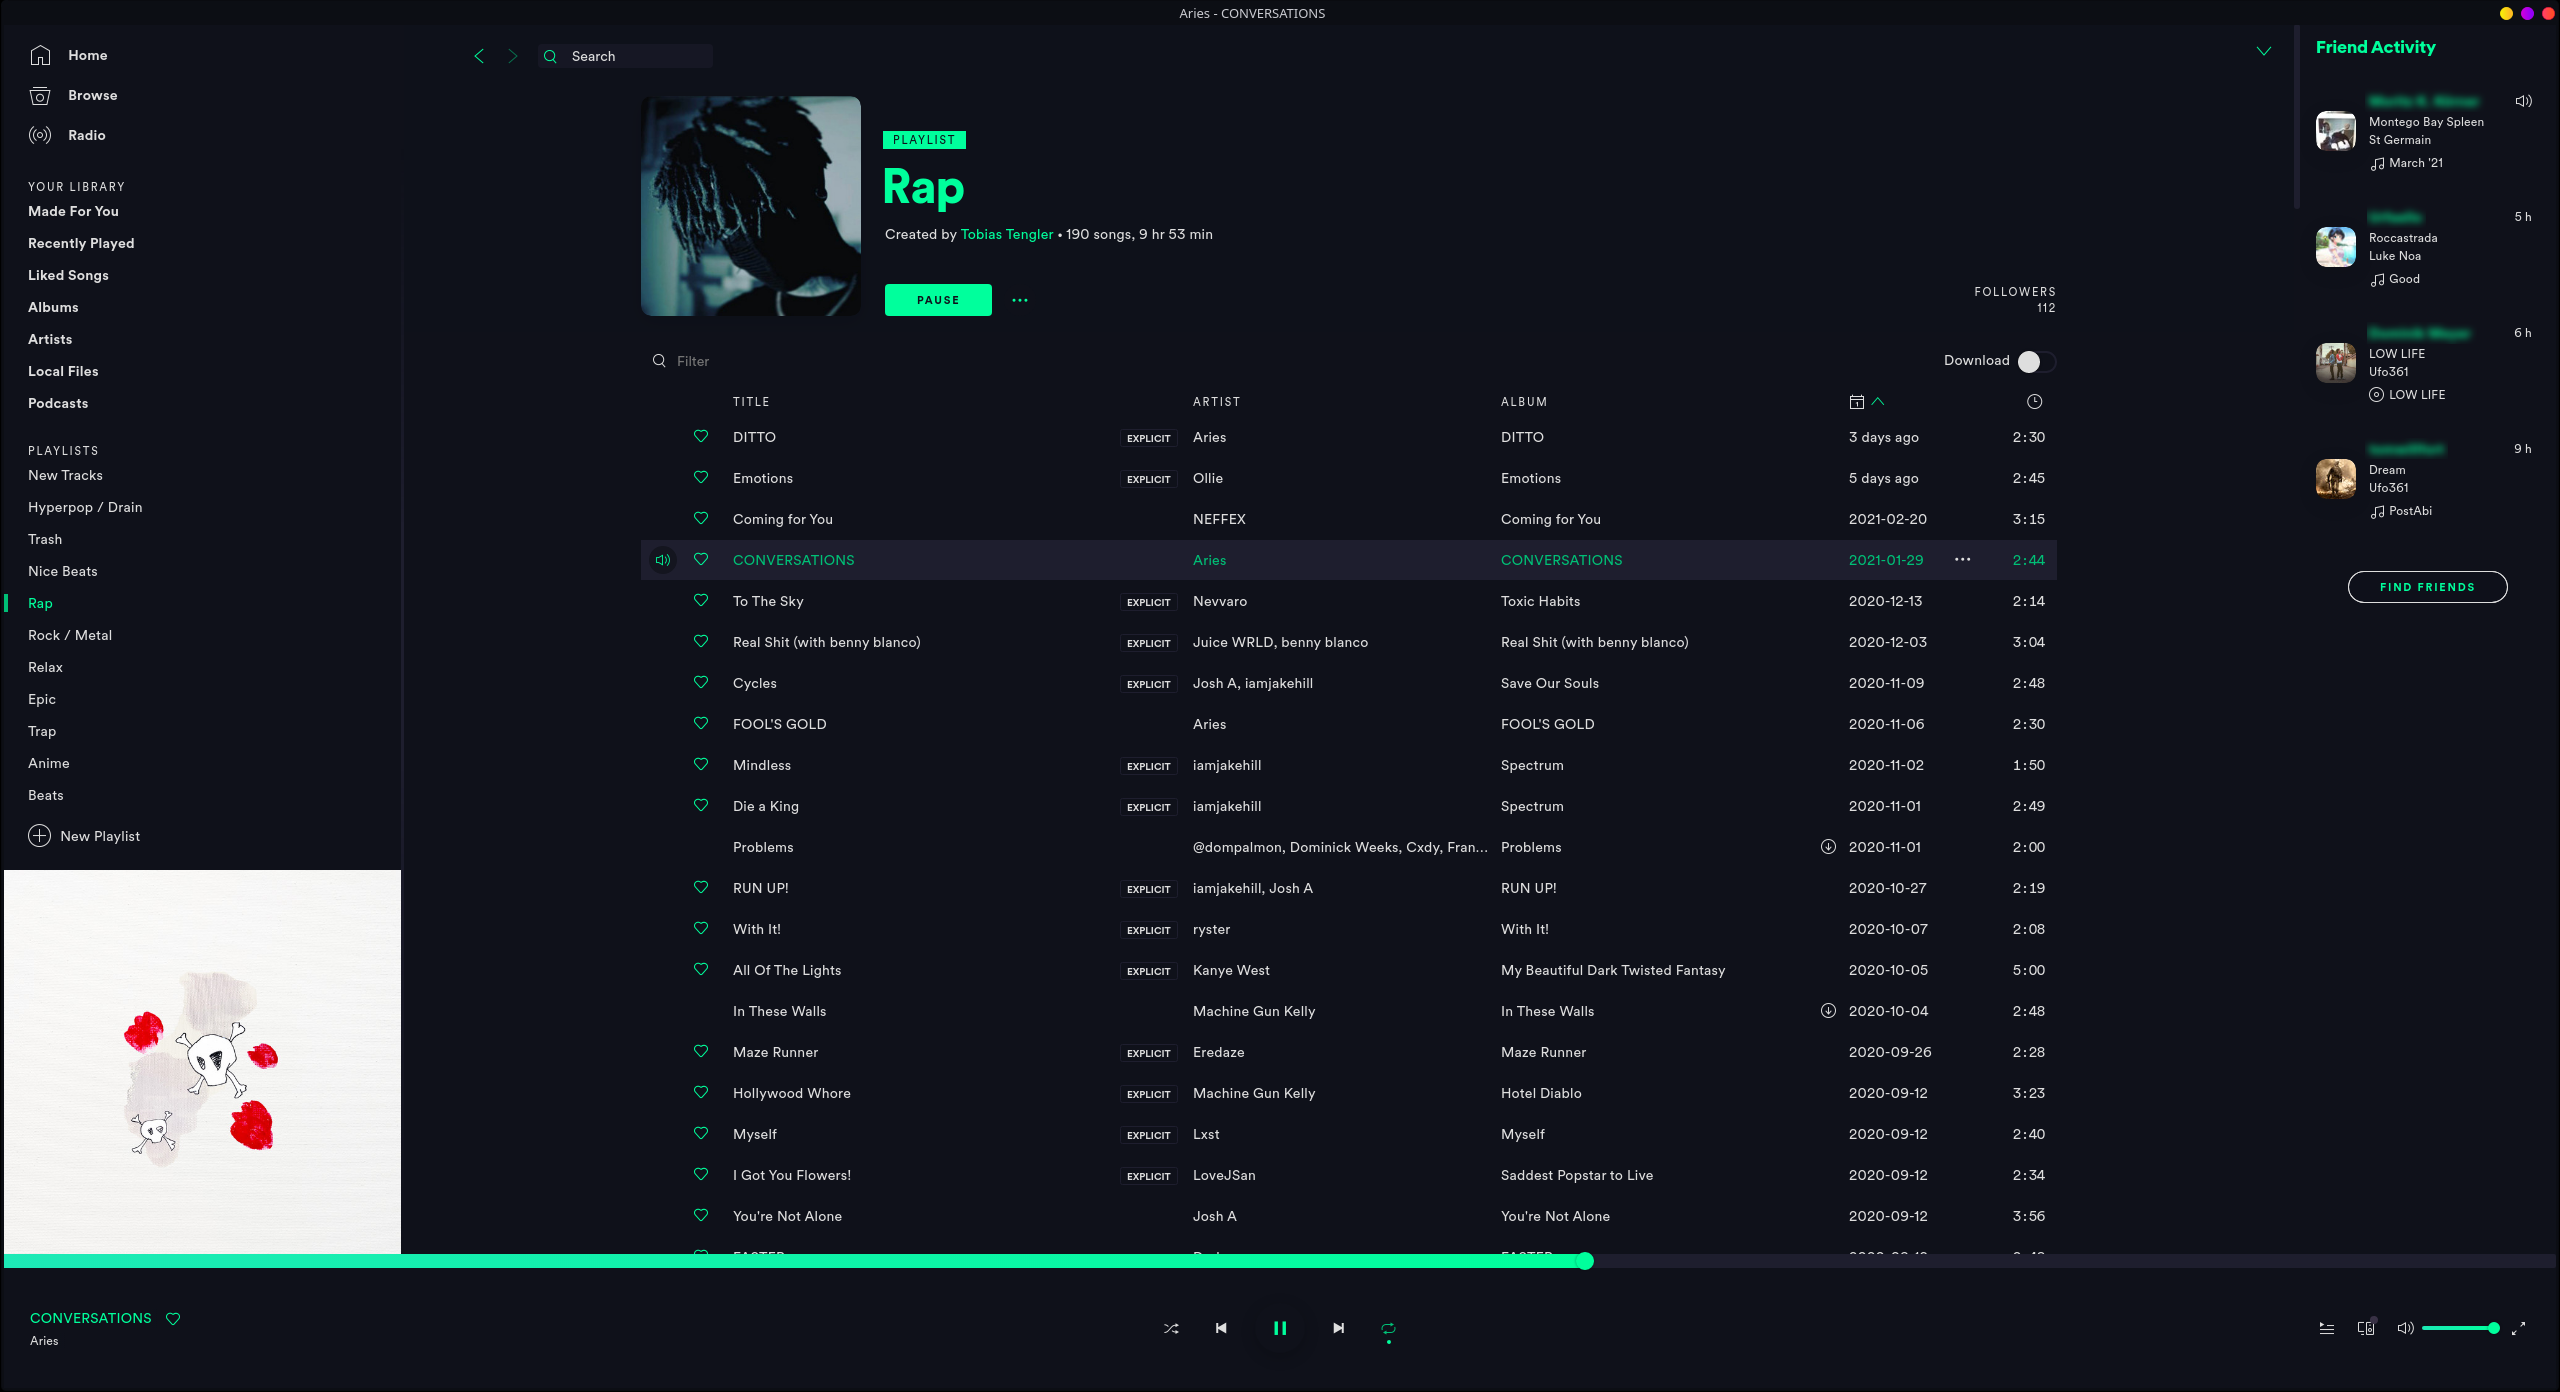 Aries - CONVERSATIONS
Home
Browse
Radio
YOUR LIBRARY
Made For You
Recently Played
Liked Songs
Albums
Artists
Local Files
Podcasts
PLAYLISTS
New Tracks
Hyperpop / Drain
Trash
Nice Beats
Rap
Rock / Metal
Relax
Epic
Trap
Anime
Beats
New Playlist
Search
PLAYLIST
Rap
Created by Tobias Tengler • 190 songs, 9 hr 53 min
PAUSE
FOLLOWERS
112
Filter
Download
TITLE ARTIST ALBUM
DITTO EXPLICIT Aries DITTO 3 days ago 2:30
Emotions EXPLICIT Ollie Emotions 5 days ago 2:45
Coming for You NEFFEX Coming for You 2021-02-20 3:15
CONVERSATIONS Aries CONVERSATIONS 2021-01-29 2:44
To The Sky EXPLICIT Nevvaro Toxic Habits 2020-12-13 2:14
Real Shit (with benny blanco) EXPLICIT Juice WRLD, benny blanco Real Shit (with benny blanco) 2020-12-03 3:04
Cycles EXPLICIT Josh A, iamjakehill Save Our Souls 2020-11-09 2:48
FOOL'S GOLD Aries FOOL'S GOLD 2020-11-06 2:30
Mindless EXPLICIT iamjakehill Spectrum 2020-11-02 1:50
Die a King EXPLICIT iamjakehill Spectrum 2020-11-01 2:49
Problems @dompalmon, Dominick Weeks, Cxdy, Fran... Problems 2020-11-01 2:00
RUN UP! EXPLICIT iamjakehill, Josh A RUN UP! 2020-10-27 2:19
With It! EXPLICIT ryster With It! 2020-10-07 2:08
All Of The Lights EXPLICIT Kanye West My Beautiful Dark Twisted Fantasy 2020-10-05 5:00
In These Walls Machine Gun Kelly In These Walls 2020-10-04 2:48
Maze Runner EXPLICIT Eredaze Maze Runner 2020-09-26 2:28
Hollywood Whore EXPLICIT Machine Gun Kelly Hotel Diablo 2020-09-12 3:23
Myself EXPLICIT Lxst Myself 2020-09-12 2:40
I Got You Flowers! EXPLICIT LoveJSan Saddest Popstar to Live 2020-09-12 2:34
You're Not Alone Josh A You're Not Alone 2020-09-12 3:56
Friend Activity
Montego Bay Spleen
St Germain
March '21
5 h
Roccastrada
Luke Noa
Good
6 h
LOW LIFE
Ufo361
LOW LIFE
9 h
Dream
Ufo361
PostAbi
FIND FRIENDS
CONVERSATIONS
Aries